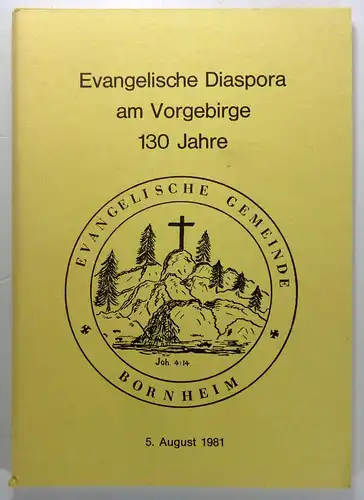 Evangelische Diaspora
am Vorgebirge
130 Jahre
EVANGELISCHE GEMEINDE
Joh. 4:14
BORNHEIM
5. August 1981